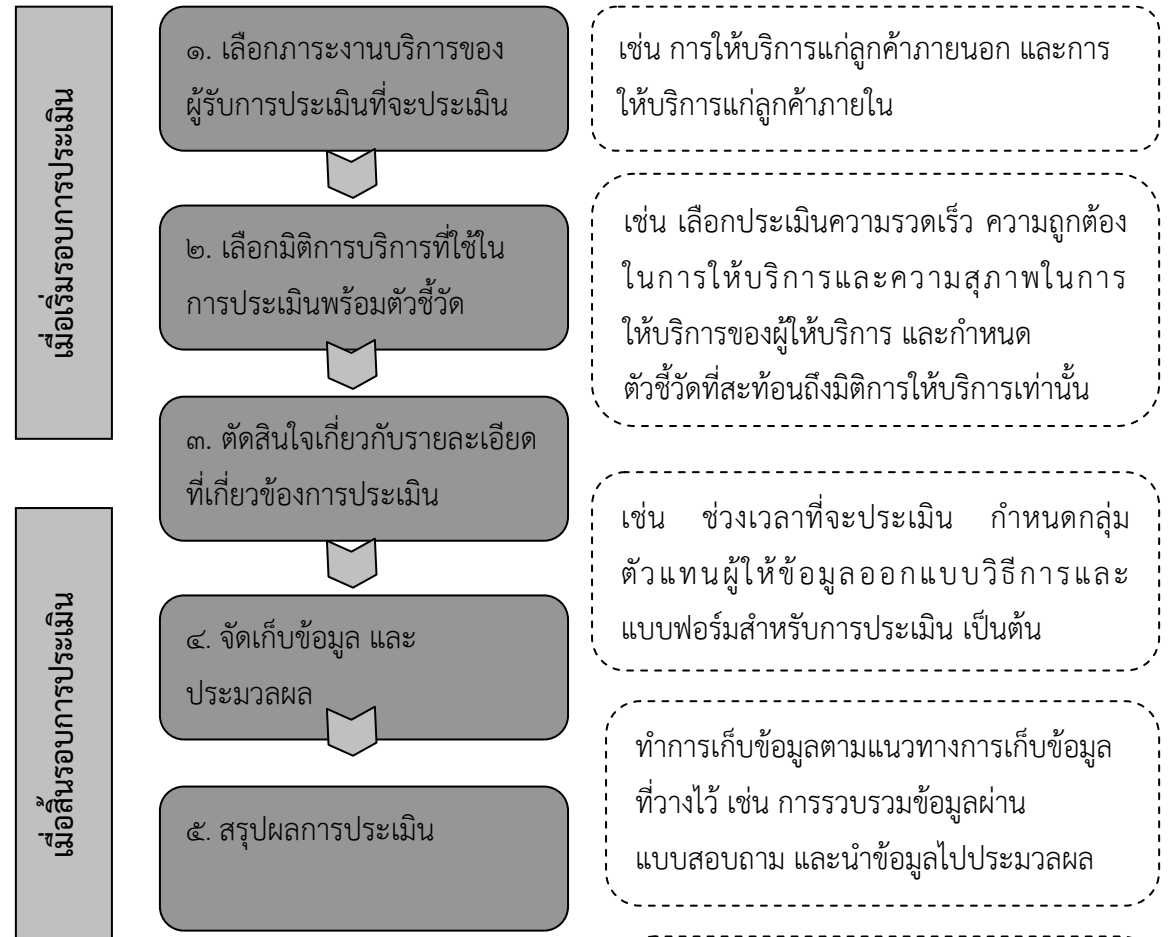 เมื่อเริ่มรอบการประเมิน
๑. เลือกภาระงานบริการของ
ผู้รับการประเมินที่จะประเมิน
เช่น การให้บริการแก่ลูกค้าภายนอก และการ
ให้บริการแก่ลูกค้าภายใน
๒. เลือกมิติการบริการที่ใช้ใน
การประเมินพร้อมตัวชี้วัด
เช่น เลือกประเมินความรวดเร็ว ความถูกต้อง
ในการให้บริการและความสุภาพในการ
ให้บริการของผู้ให้บริการ และกำหนด
ตัวชี้วัดที่สะท้อนถึงมิติการให้บริการเท่านั้น
๓. ตัดสินใจเกี่ยวกับรายละเอียด
ที่เกี่ยวข้องการประเมิน
เช่น ช่วงเวลาที่จะประเมิน กำหนดกลุ่ม
ตัวแทนผู้ให้ข้อมูลออกแบบวิธีการและ
แบบฟอร์มสำหรับการประเมิน เป็นต้น
เมื่อสิ้นรอบการประเมิน
๔. จัดเก็บข้อมูล และ
ประมวลผล
ทำการเก็บข้อมูลตามแนวทางการเก็บข้อมูล
ที่วางไว้ เช่น การรวบรวมข้อมูลผ่าน
แบบสอบถาม และนำข้อมูลไปประมวลผล
๕. สรุปผลการประเมิน